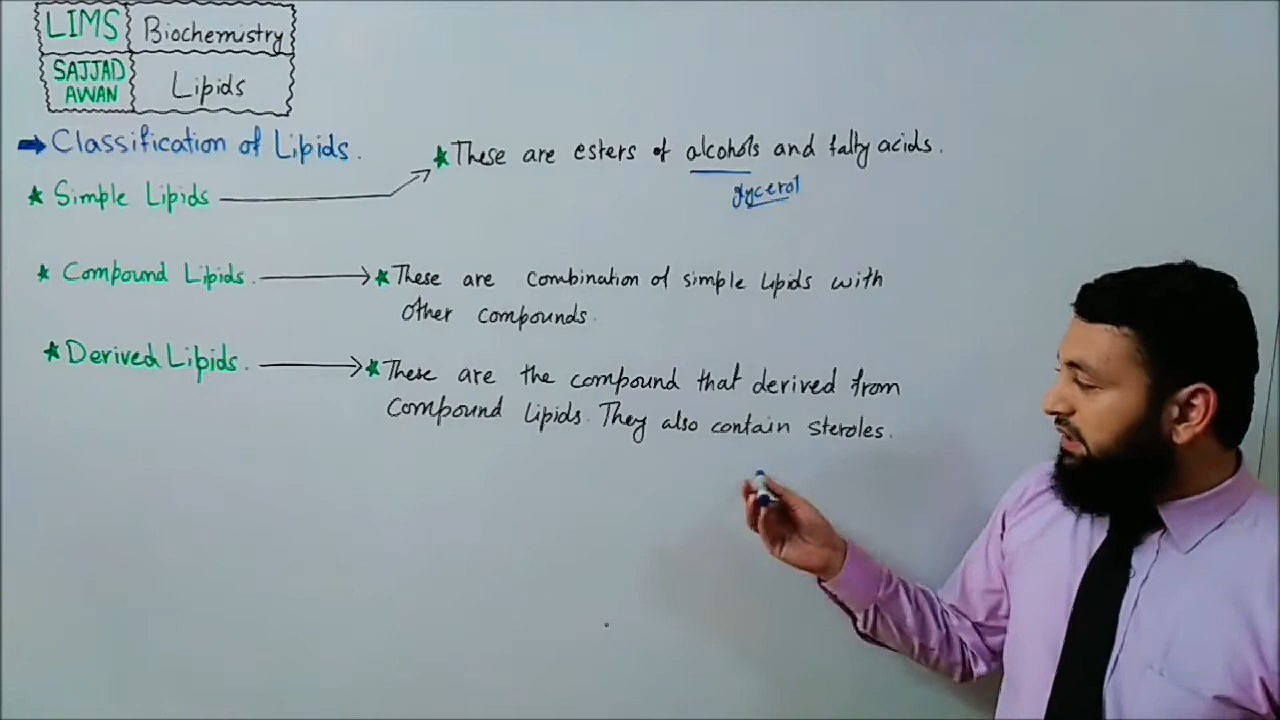 LIMS Biochemistry
SAJJAD
AWAN
Lipids
Classification of Lipids.
★ Simple Lipids
★ These are esters of alcohols and fatty acids.
glycerol
★ Compound Lipids.
★ These are combination of simple lipids with
other compounds.
★ Derived Lipids.
★ These are the compound that derived from
Compound Lipids. They also contain steroles.